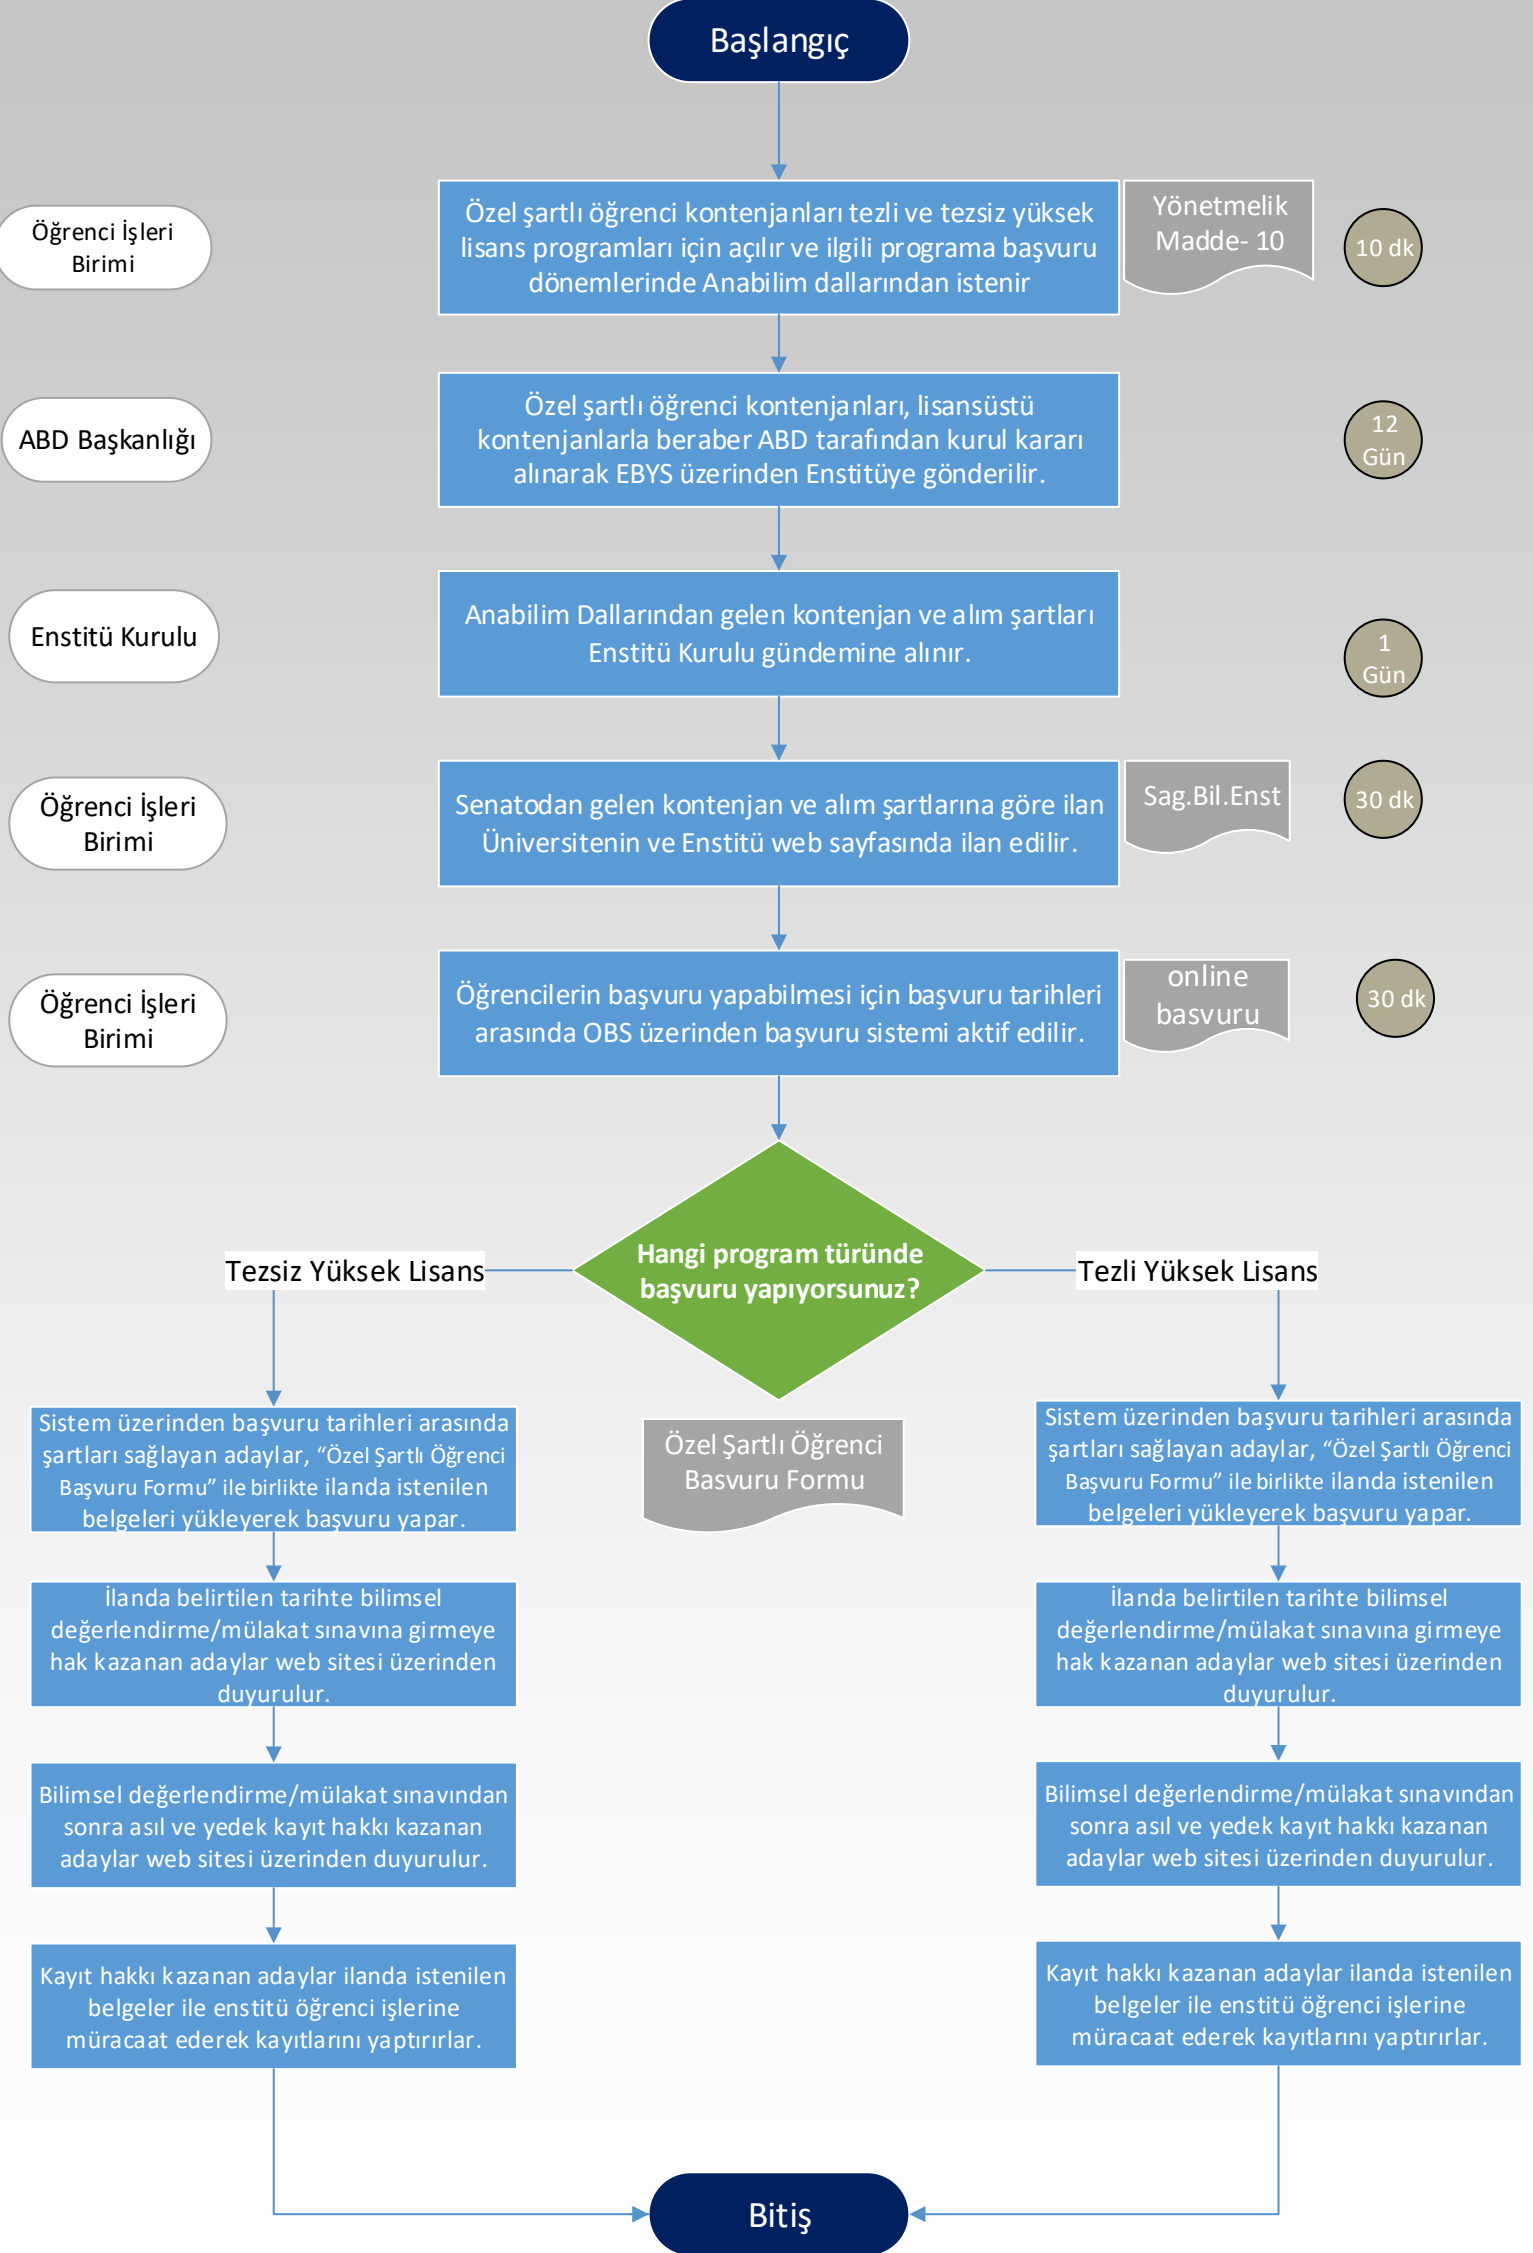 Başlangıç
Öğrenci İşleri
Birimi
Özel şartlı öğrenci kontenjanları tezli ve tezsiz yüksek
lisans programları için açılır ve ilgili programa başvuru
dönemlerinde Anabilim dallarından istenir
Yönetmelik
Madde- 10
10 dk
ABD Başkanlığı
Özel şartlı öğrenci kontenjanları, lisansüstü
kontenjanlarla beraber ABD tarafından kurul kararı
alınarak EBYS üzerinden Enstitüye gönderilir.
12
Gün
Enstitü Kurulu
Anabilim Dallarından gelen kontenjan ve alım şartları
Enstitü Kurulu gündemine alınır.
1
Gün
Öğrenci İşleri
Birimi
Senatodan gelen kontenjan ve alım şartlarına göre ilan
Üniversitenin ve Enstitü web sayfasında ilan edilir.
Sag.Bil.Enst
30 dk
Öğrenci İşleri
Birimi
Öğrencilerin başvuru yapabilmesi için başvuru tarihleri
arasında OBS üzerinden başvuru sistemi aktif edilir.
online
basvuru
30 dk
Hangi program türünde
başvuru yapıyorsunuz?
Tezsiz Yüksek Lisans
Tezli Yüksek Lisans
Sistem üzerinden başvuru tarihleri arasında
şartları sağlayan adaylar, “Özel Şartlı Öğrenci
Başvuru Formu” ile birlikte ilanda istenilen
belgeleri yükleyerek başvuru yapar.
Özel Şartlı Öğrenci
Basvuru Formu
Sistem üzerinden başvuru tarihleri arasında
şartları sağlayan adaylar, “Özel Şartlı Öğrenci
Başvuru Formu” ile birlikte ilanda istenilen
belgeleri yükleyerek başvuru yapar.
İlanda belirtilen tarihte bilimsel
değerlendirme/mülakat sınavına girmeye
hak kazanan adaylar web sitesi üzerinden
duyurulur.
İlanda belirtilen tarihte bilimsel
değerlendirme/mülakat sınavına girmeye
hak kazanan adaylar web sitesi üzerinden
duyurulur.
Bilimsel değerlendirme/mülakat sınavından
sonra asıl ve yedek kayıt hakkı kazanan
adaylar web sitesi üzerinden duyurulur.
Bilimsel değerlendirme/mülakat sınavından
sonra asıl ve yedek kayıt hakkı kazanan
adaylar web sitesi üzerinden duyurulur.
Kayıt hakkı kazanan adaylar ilanda istenilen
belgeler ile enstitü öğrenci işlerine
müracaat ederek kayıtlarını yaptırırlar.
Kayıt hakkı kazanan adaylar ilanda istenilen
belgeler ile enstitü öğrenci işlerine
müracaat ederek kayıtlarını yaptırırlar.
Bitiş